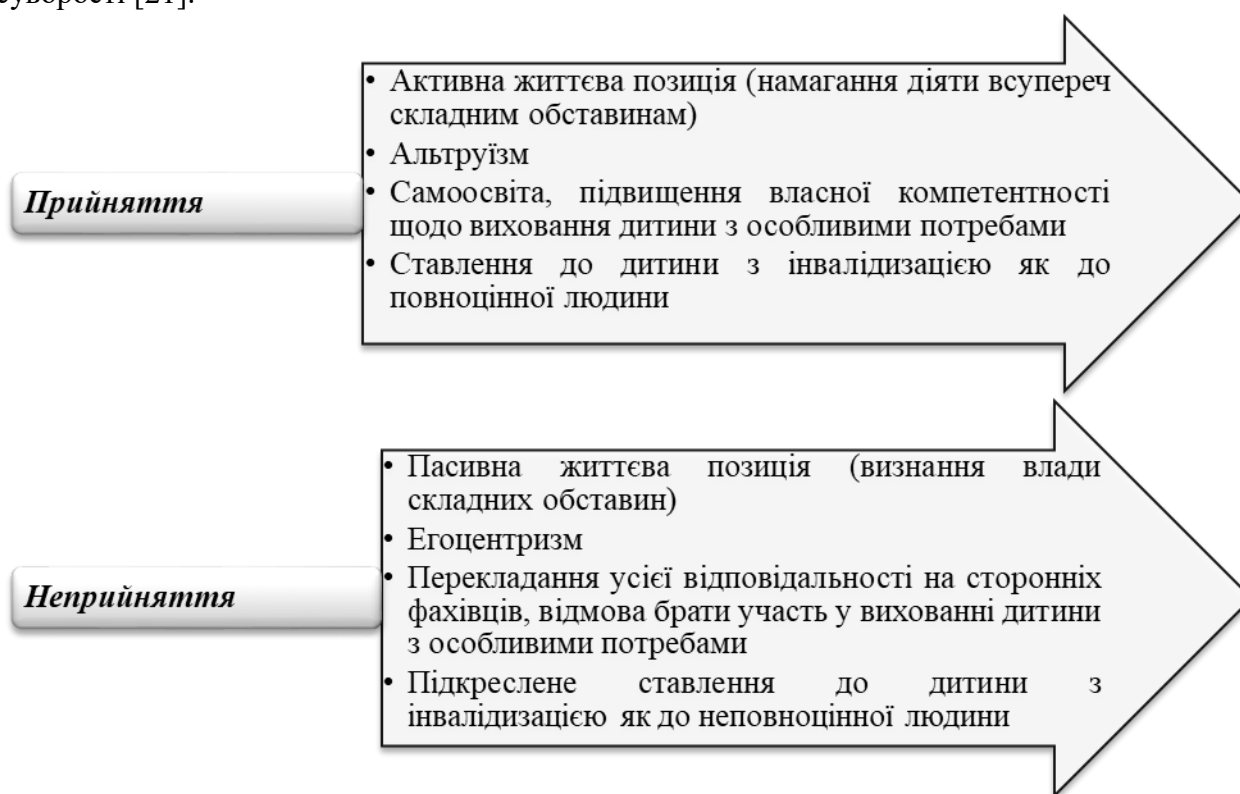 суворості [21].
• Активна життєва позиція (намагання діяти всупереч
складним обставинам)
• Альтруїзм
• Самоосвіта, підвищення власної компетентності
щодо виховання дитини з особливими потребами
• Ставлення до дитини з інвалідизацією як до
повноцінної людини
Прийняття
• Пасивна життєва позиція (визнання влади
складних обставин)
• Егоцентризм
• Перекладання усієї відповідальності на сторонніх
фахівців, відмова брати участь у вихованні дитини
з особливими потребами
• Підкреслене ставлення до дитини з
інвалідизацією як до неповноцінної людини
Неприйняття